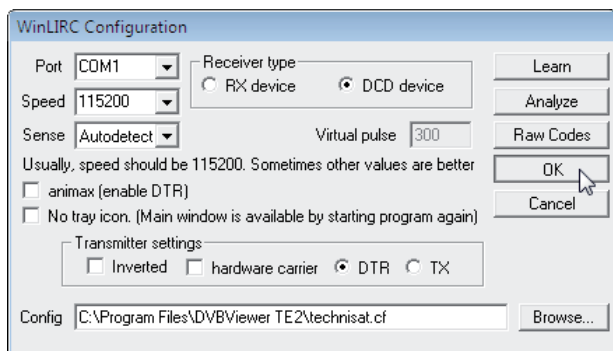 WinLIRC Configuration
Port COM1
Receiver type
RX device DCD device
Learn
Speed 115200
Analyze
Sense Autodetect
Virtual pulse 300
Raw Codes
Usually, speed should be 115200. Sometimes other values are better
OK
animax (enable DTR)
Cancel
No tray icon. (Main window is available by starting program again)
Transmitter settings
Inverted hardware carrier DTR TX
Config C:\Program Files\DVBViewer TE2\technisat.cf Browse...